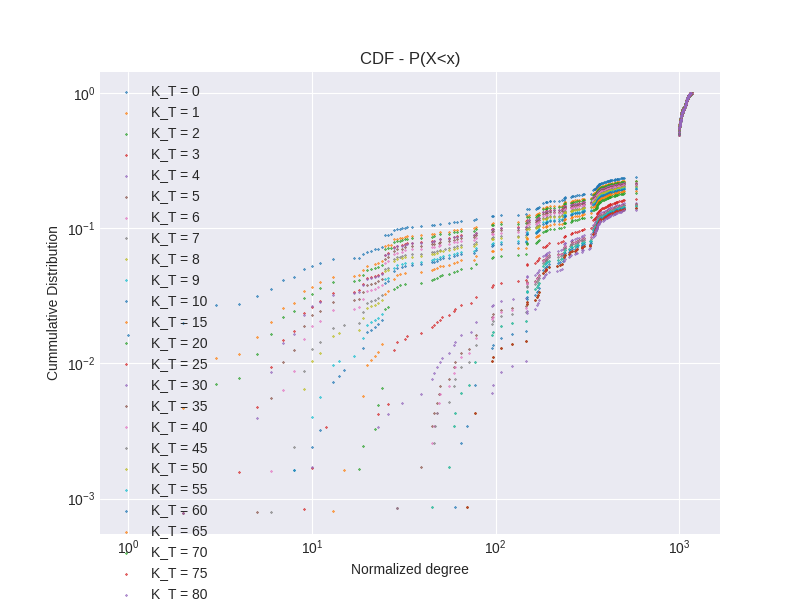 CDF - P(X<x)
10^0
10^-1
10^-2
10^-3
Cummulative Distribution
K_T = 0
K_T = 1
K_T = 2
K_T = 3
K_T = 4
K_T = 5
K_T = 6
K_T = 7
K_T = 8
K_T = 9
K_T = 10
K_T = 15
K_T = 20
K_T = 25
K_T = 30
K_T = 35
K_T = 40
K_T = 45
K_T = 50
K_T = 55
K_T = 60
K_T = 65
K_T = 70
K_T = 75
K_T = 80
10^0 10^1 10^2 10^3
Normalized degree